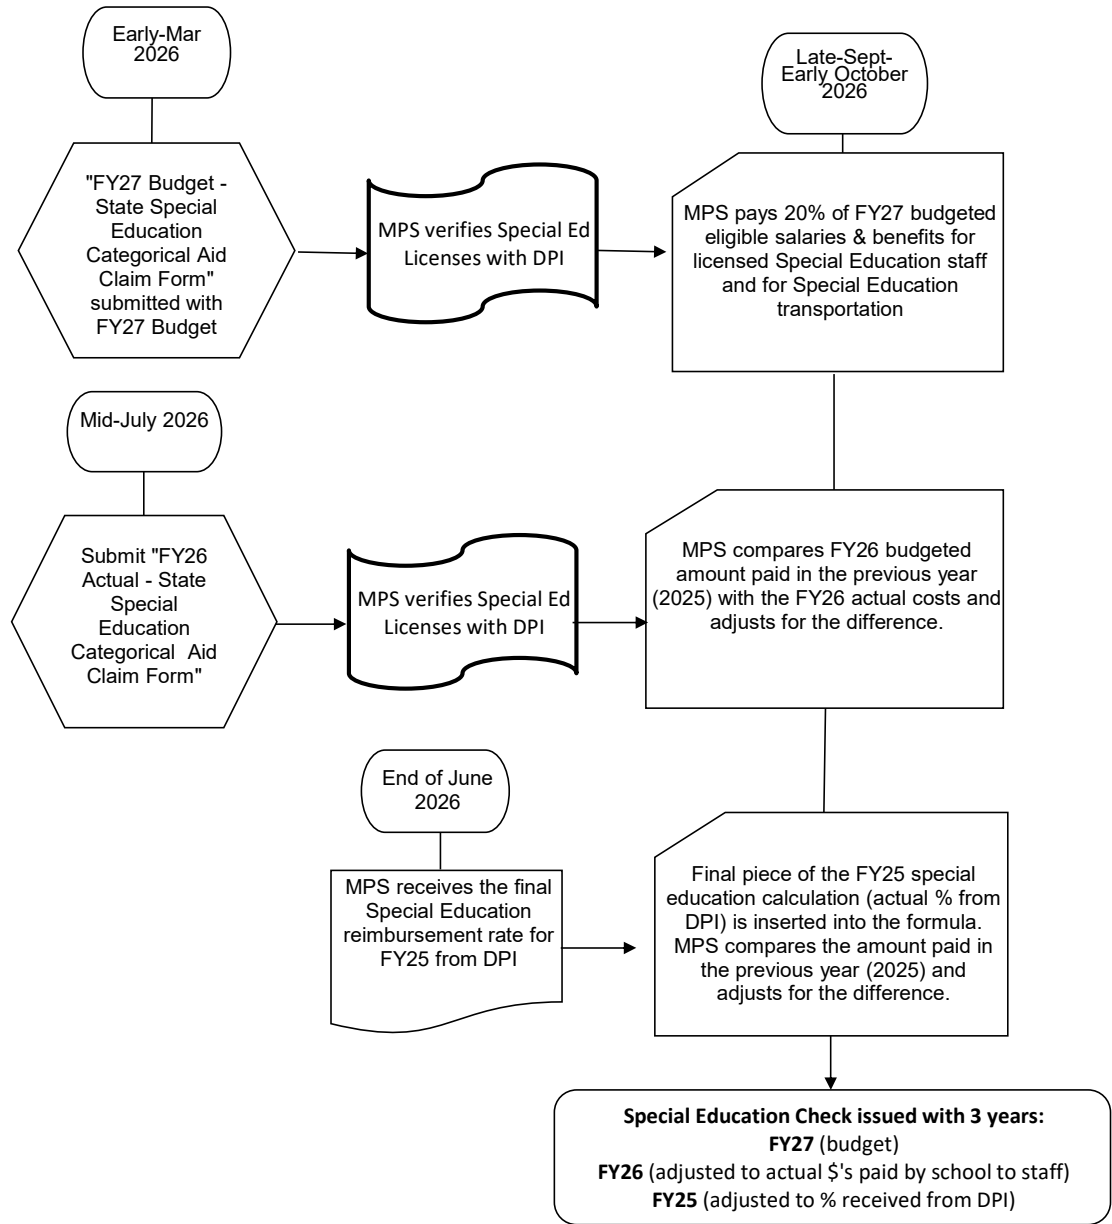 Early-Mar
2026
Late-Sept-
Early October
2026
"FY27 Budget -
State Special
Education
Categorical Aid
Claim Form"
submitted with
FY27 Budget
MPS verifies Special Ed
Licenses with DPI
MPS pays 20% of FY27 budgeted
eligible salaries & benefits for
licensed Special Education staff
and for Special Education
transportation
Mid-July 2026
Submit "FY26
Actual - State
Special
Education
Categorical Aid
Claim Form"
MPS verifies Special Ed
Licenses with DPI
MPS compares FY26 budgeted
amount paid in the previous year
(2025) with the FY26 actual costs and
adjusts for the difference.
End of June
2026
MPS receives the final
Special Education
reimbursement rate for
FY25 from DPI
Final piece of the FY25 special
education calculation (actual % from
DPI) is inserted into the formula.
MPS compares the amount paid in
the previous year (2025) and
adjusts for the difference.
Special Education Check issued with 3 years:
FY27 (budget)
FY26 (adjusted to actual $'s paid by school to staff)
FY25 (adjusted to % received from DPI)